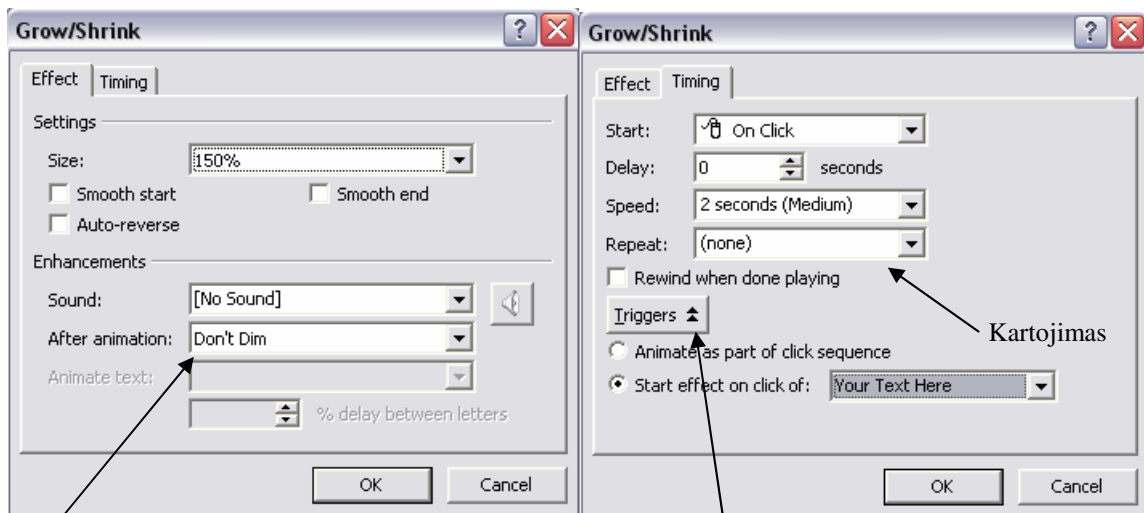 Grow/Shrink
Effect Timing
Settings
Size: 150%
Smooth start Smooth end
Auto-reverse
Enhancements
Sound: [No Sound]
After animation: Don't Dim
Animate text:
% delay between letters
OK Cancel
Grow/Shrink
Effect Timing
Start: On Click
Delay: 0 seconds
Speed: 2 seconds (Medium)
Repeat: (none)
Rewind when done playing
Triggers
Kartojimas
Animate as part of click sequence
Start effect on click of: Your Text Here
OK Cancel